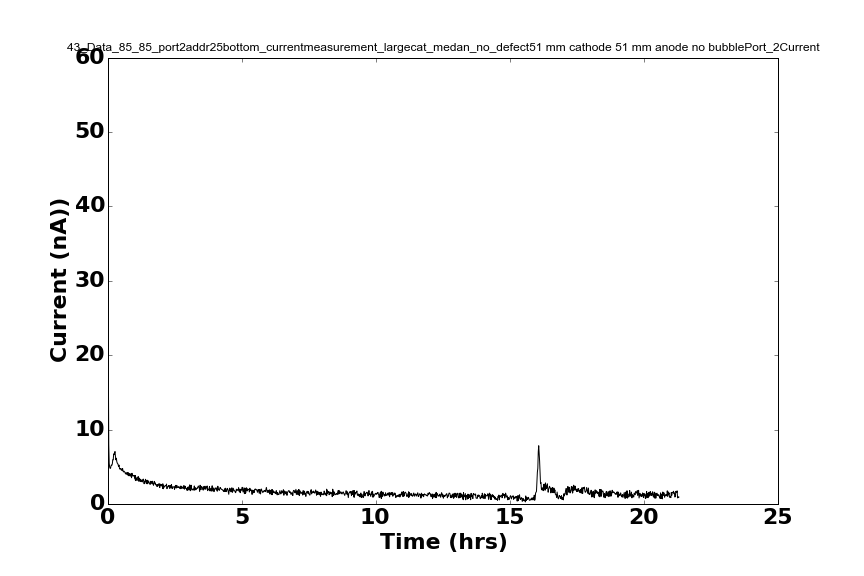 43_Data_85_85_port2addr25bottom_currentmeasurement_largecat_medan_no_defect51 mm cathode 51 mm anode no bubblePort_2Current
60
50
40
30
20
10
0
Current (nA))
0 5 10 15 20 25
Time (hrs)